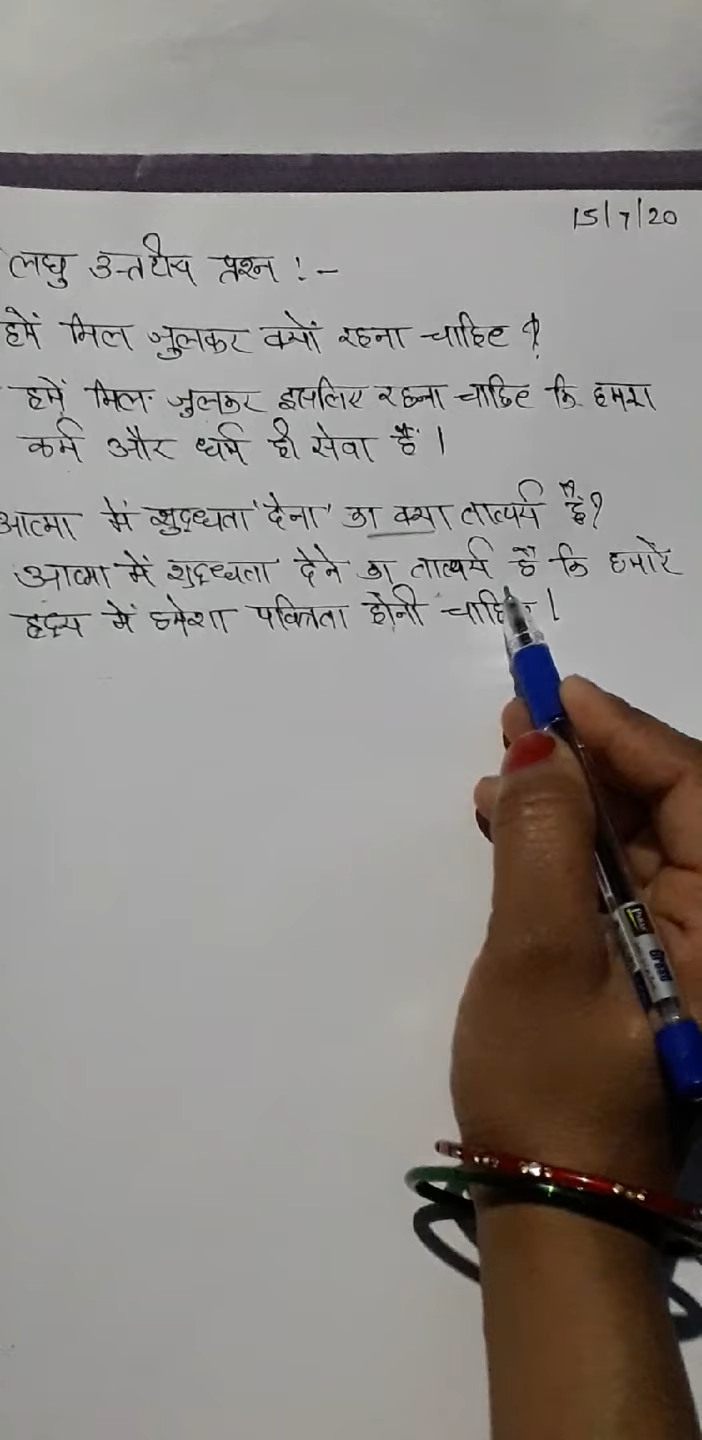 15/7/20
लघु उत्तरीय प्रश्न :-
हमें मिल जुलकर क्यों रहना चाहिए ?
हमें मिल जुलकर इसलिए रहना चाहिए कि हमारा
कर्म और धर्म ही सेवा हैं ।
आत्मा में शुद्धता 'देना' का क्या तात्पर्य है?
आत्मा में शुद्धता देने का तात्पर्य है कि हमारे
हृदय में हमेशा पवित्रता होनी चाहिए ।